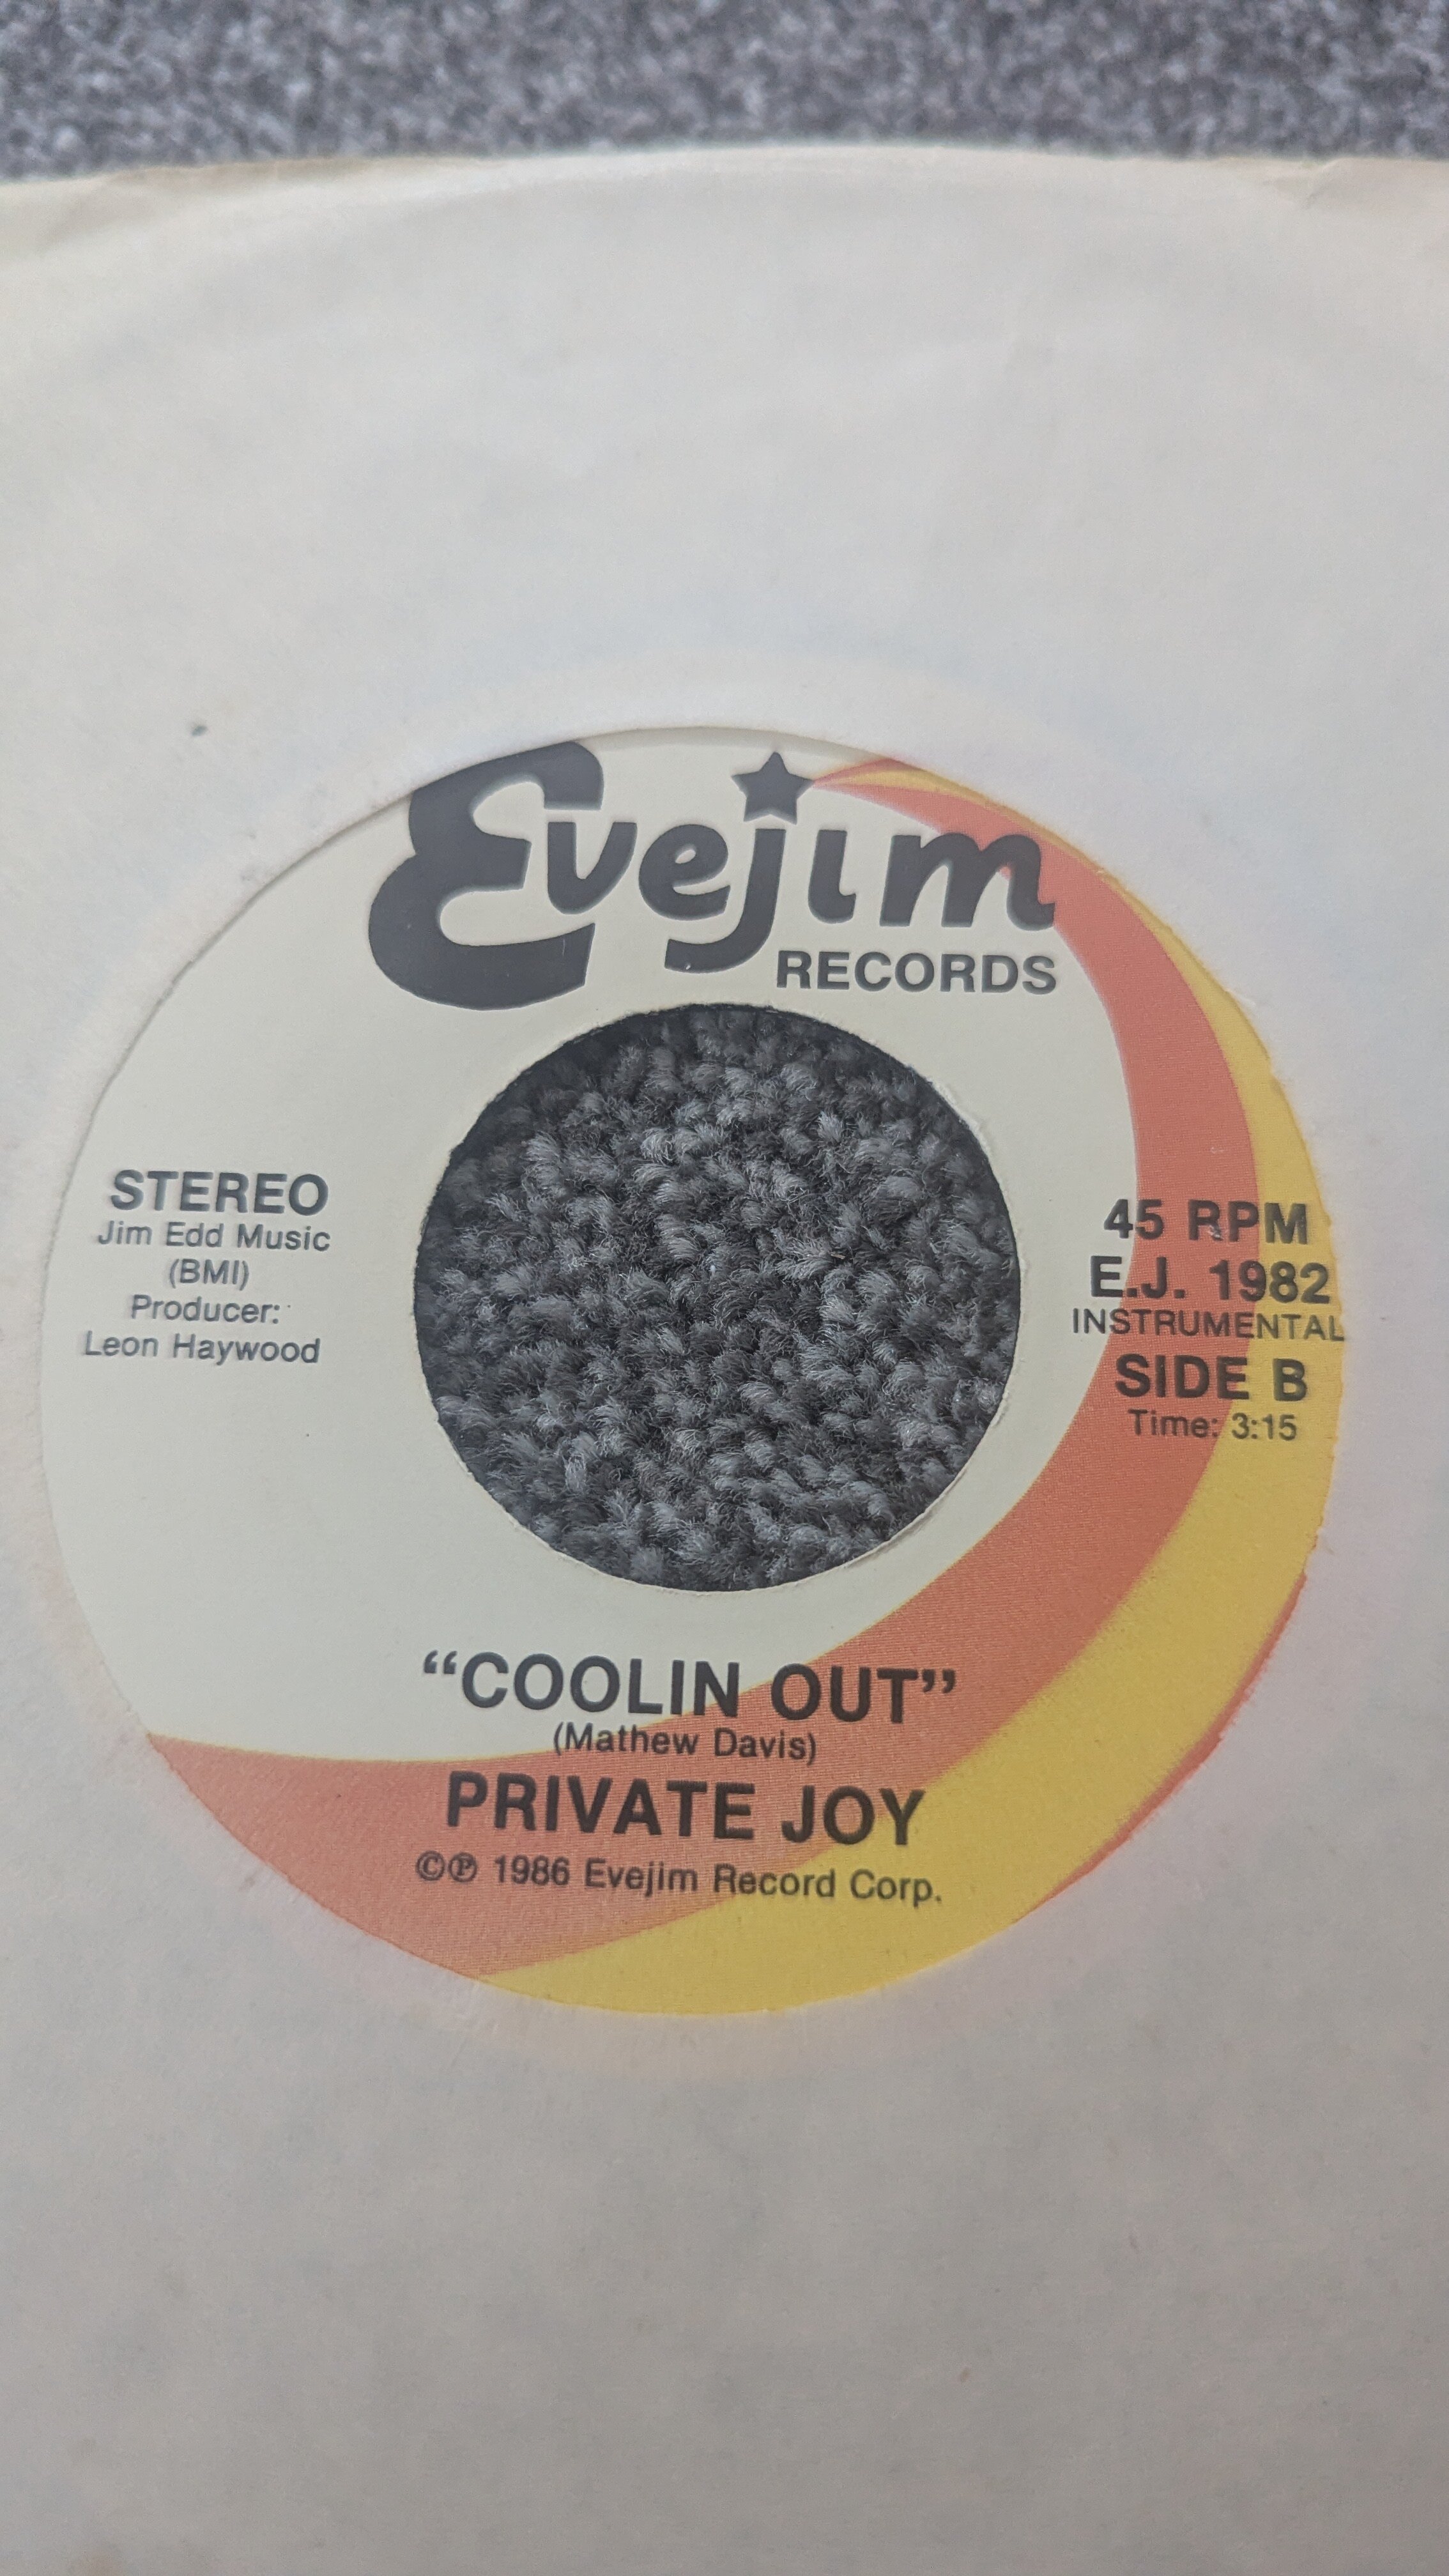 Evejim
RECORDS
STEREO
Jim Edd Music
(BMI)
Producer:
Leon Haywood
45 RPM
E.J. 1982
INSTRUMENTAL
SIDE B
Time: 3:15
“COOLIN OUT”
(Mathew Davis)
PRIVATE JOY
©℗ 1986 Evejim Record Corp.